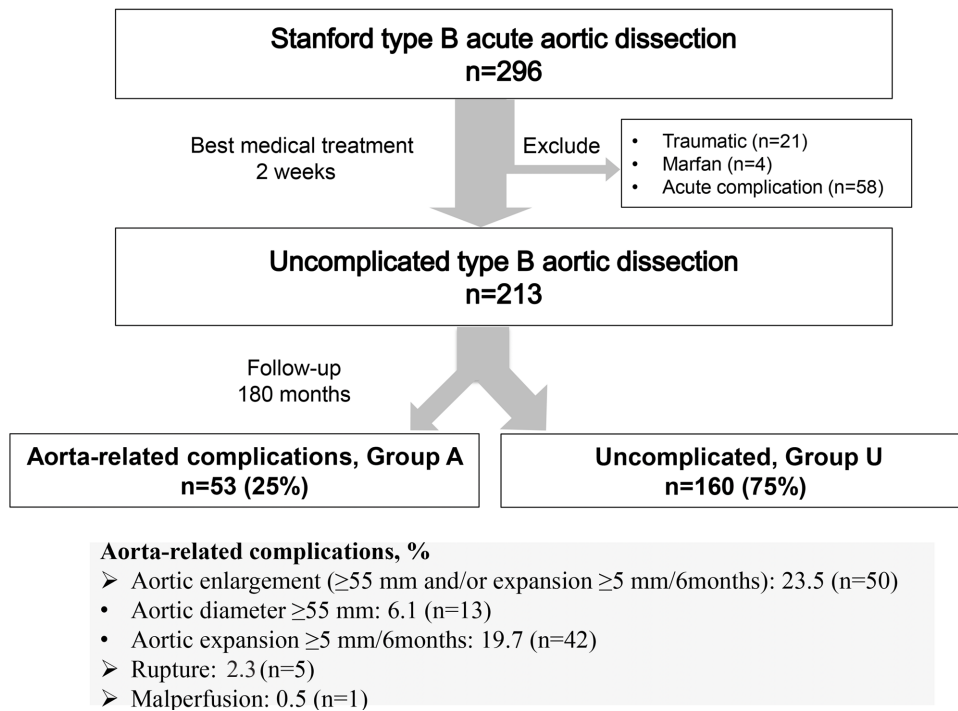 Stanford type B acute aortic dissection
n=296
Best medical treatment
2 weeks
Exclude
• Traumatic (n=21)
• Marfan (n=4)
• Acute complication (n=58)
Uncomplicated type B aortic dissection
n=213
Follow-up
180 months
Aorta-related complications, Group A
n=53 (25%)
Uncomplicated, Group U
n=160 (75%)
Aorta-related complications, %
➢ Aortic enlargement (≥55 mm and/or expansion ≥5 mm/6months): 23.5 (n=50)
• Aortic diameter ≥55 mm: 6.1 (n=13)
• Aortic expansion ≥5 mm/6months: 19.7 (n=42)
➢ Rupture: 2.3 (n=5)
➢ Malperfusion: 0.5 (n=1)